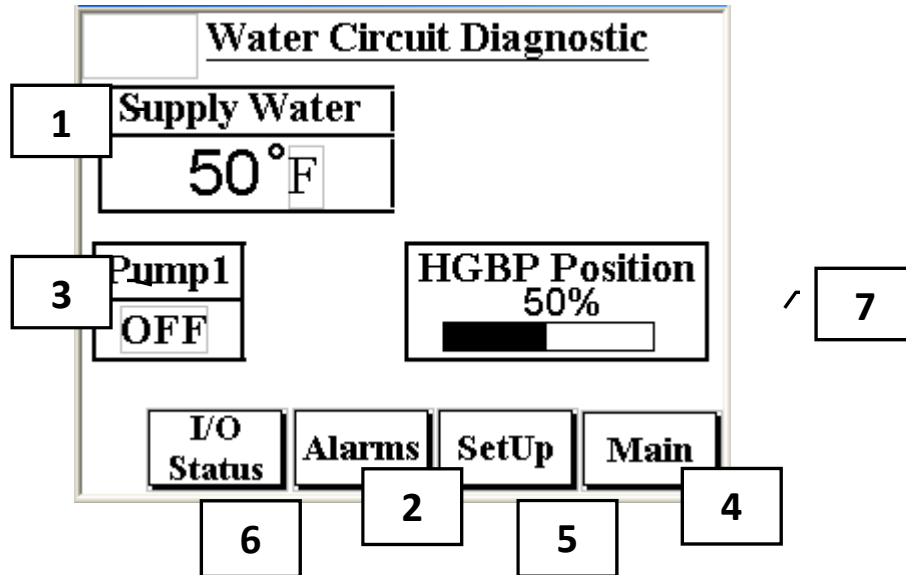 Water Circuit Diagnostic
1
Supply Water
50°F
3
Pump1
OFF
HGBP Position
50%
7
I/O
Status
Alarms
SetUp
Main
6
2
5
4